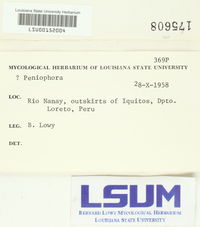 Louisiana State University Herbarium
LSU00152004
175608
369P
MYCOLOGICAL HERBARIUM OF LOUISIANA STATE UNIVERSITY
? Peniophora
28-X-1958
LOC. Rio Nanay, outskirts of Iquitos, Dpto.
Loreto, Peru
LEG. B. Lowy
DET.
LSUM
BERNARD LOWY MYCOLOGICAL HERBARIUM
LOUISIANA STATE UNIVERSITY